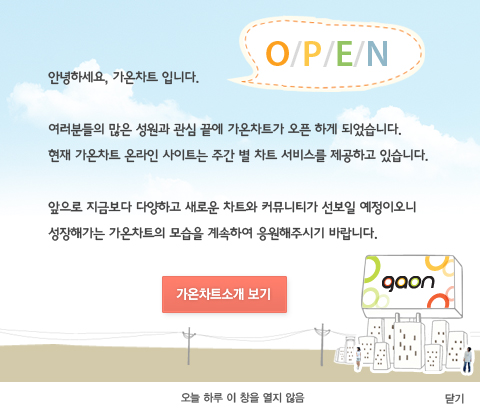 O/P/E/N
안녕하세요, 가온차트 입니다.
여러분들의 많은 성원과 관심 끝에 가온차트가 오픈 하게 되었습니다.
현재 가온차트 온라인 사이트는 주간 별 차트 서비스를 제공하고 있습니다.
앞으로 지금보다 다양하고 새로운 차트와 커뮤니티가 선보일 예정이오니
성장해가는 가온차트의 모습을 계속하여 응원해주시기 바랍니다.
gaon
가온차트소개 보기
오늘 하루 이 창을 열지 않음
닫기